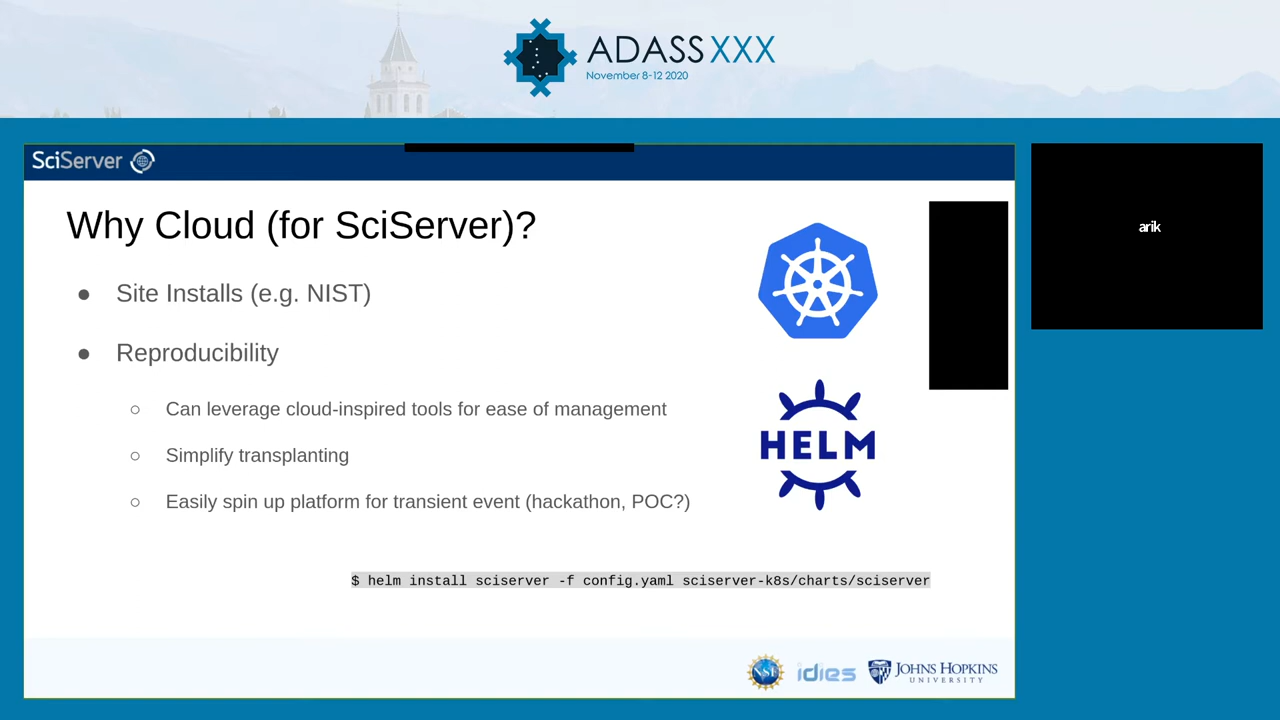 ADASS XXX
November 8-12 2020
SciServer
arik
Why Cloud (for SciServer)?
● Site Installs (e.g. NIST)
● Reproducibility
○ Can leverage cloud-inspired tools for ease of management
○ Simplify transplanting
○ Easily spin up platform for transient event (hackathon, POC?)
HELM
$ helm install sciserver -f config.yaml sciserver-k8s/charts/sciserver
NSF
idies
JOHNS HOPKINS
UNIVERSITY